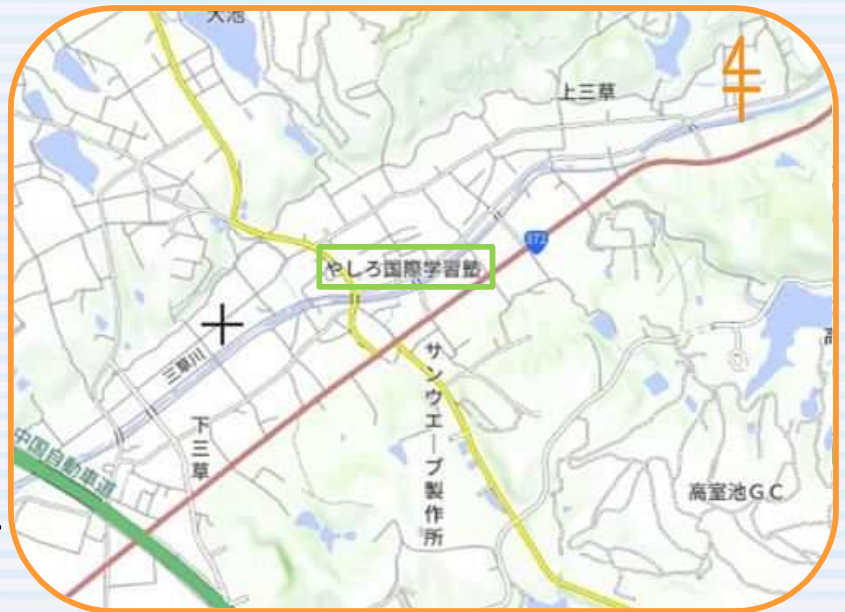 大池
上三草
372
やしろ国際学習塾
三草川
サンウエーブ製作所
下三草
中国自動車道
高室池GC
高